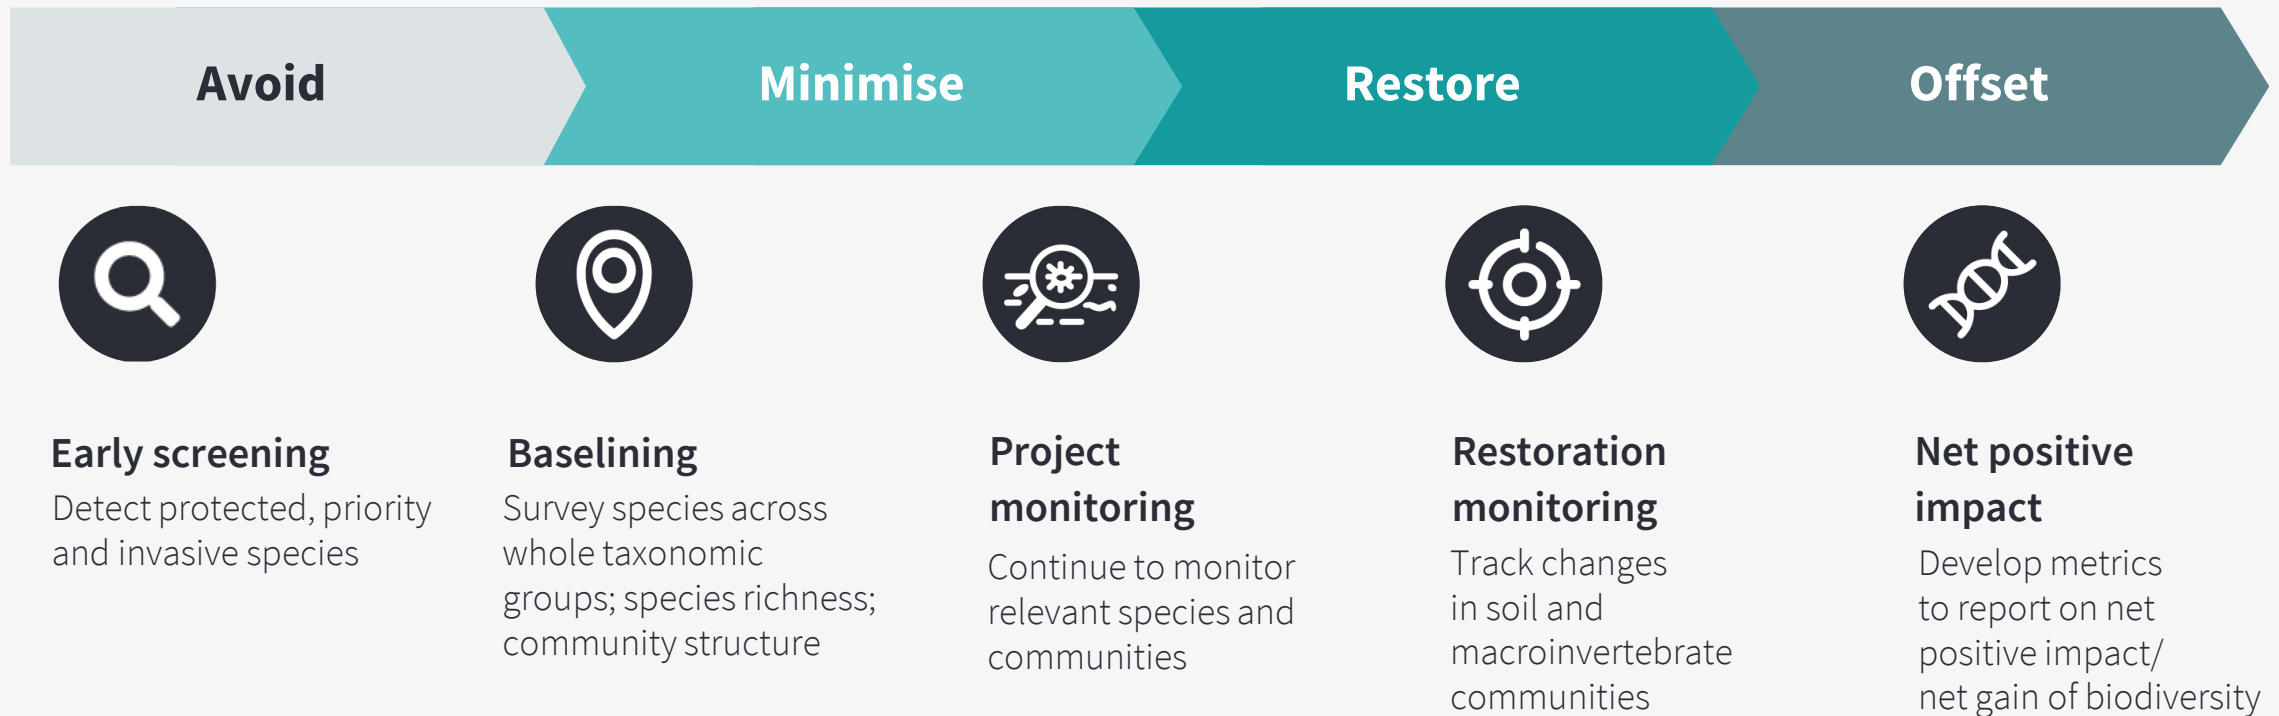 Avoid
Minimise
Restore
Offset
Early screening
Detect protected, priority
and invasive species
Baselining
Survey species across
whole taxonomic
groups; species richness;
community structure
Project
monitoring
Continue to monitor
relevant species and
communities
Restoration
monitoring
Track changes
in soil and
macroinvertebrate
communities
Net positive
impact
Develop metrics
to report on net
positive impact/
net gain of biodiversity